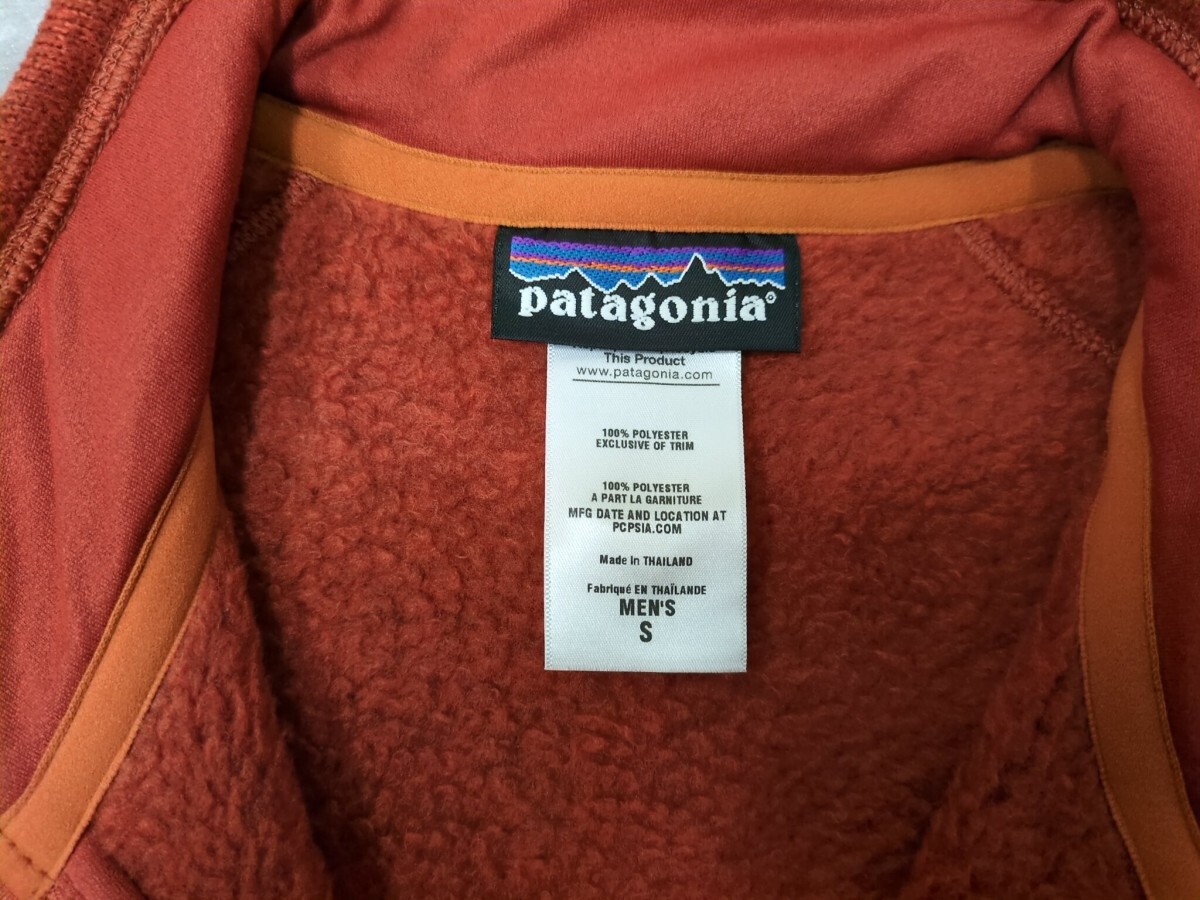 patagonia®
This Product
www.patagonia.com
100% POLYESTER
EXCLUSIVE OF TRIM
100% POLYESTER
A PART LA GARNITURE
MFG DATE AND LOCATION AT
PCPSIA.COM
Made in THAILAND
Fabriqué EN THAÏLANDE
MEN'S
S